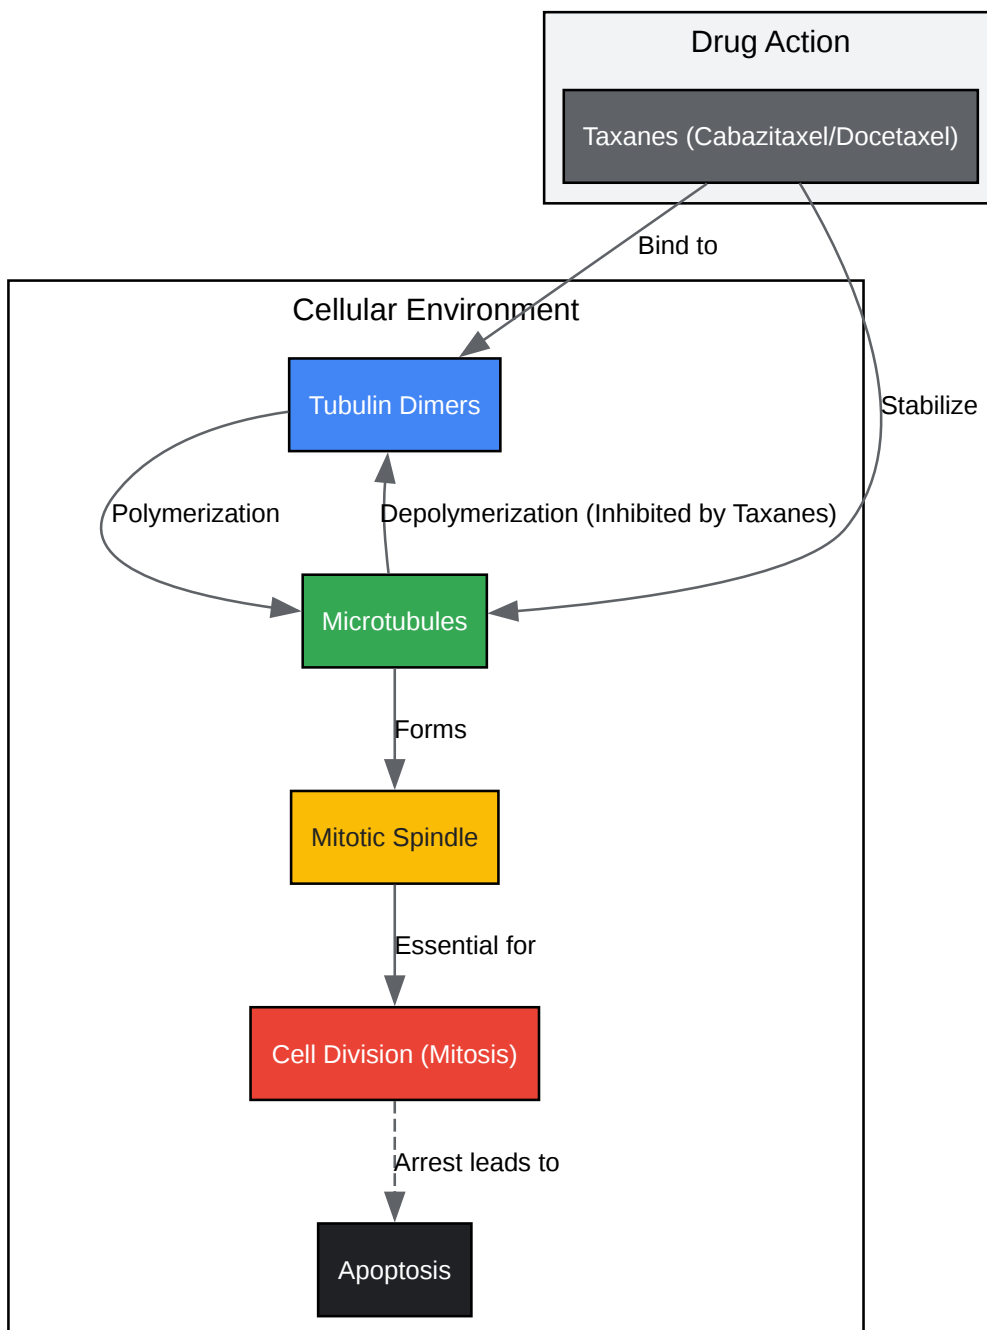 Drug Action
Taxanes (Cabazitaxel/Docetaxel)
Bind to
Cellular Environment
Tubulin Dimers
Stabilize
Polymerization
Depolymerization (Inhibited by Taxanes)
Microtubules
Forms
Mitotic Spindle
Essential for
Cell Division (Mitosis)
Arrest leads to
Apoptosis